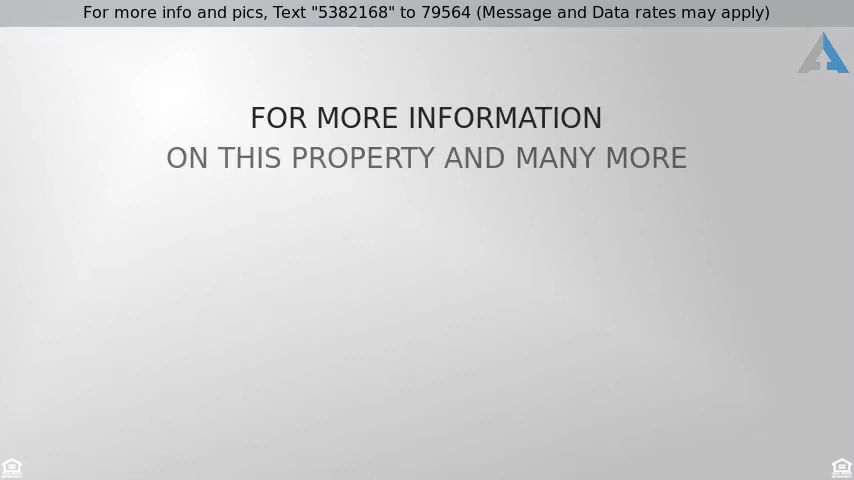 For more info and pics, Text "5382168" to 79564 (Message and Data rates may apply)
FOR MORE INFORMATION
ON THIS PROPERTY AND MANY MORE